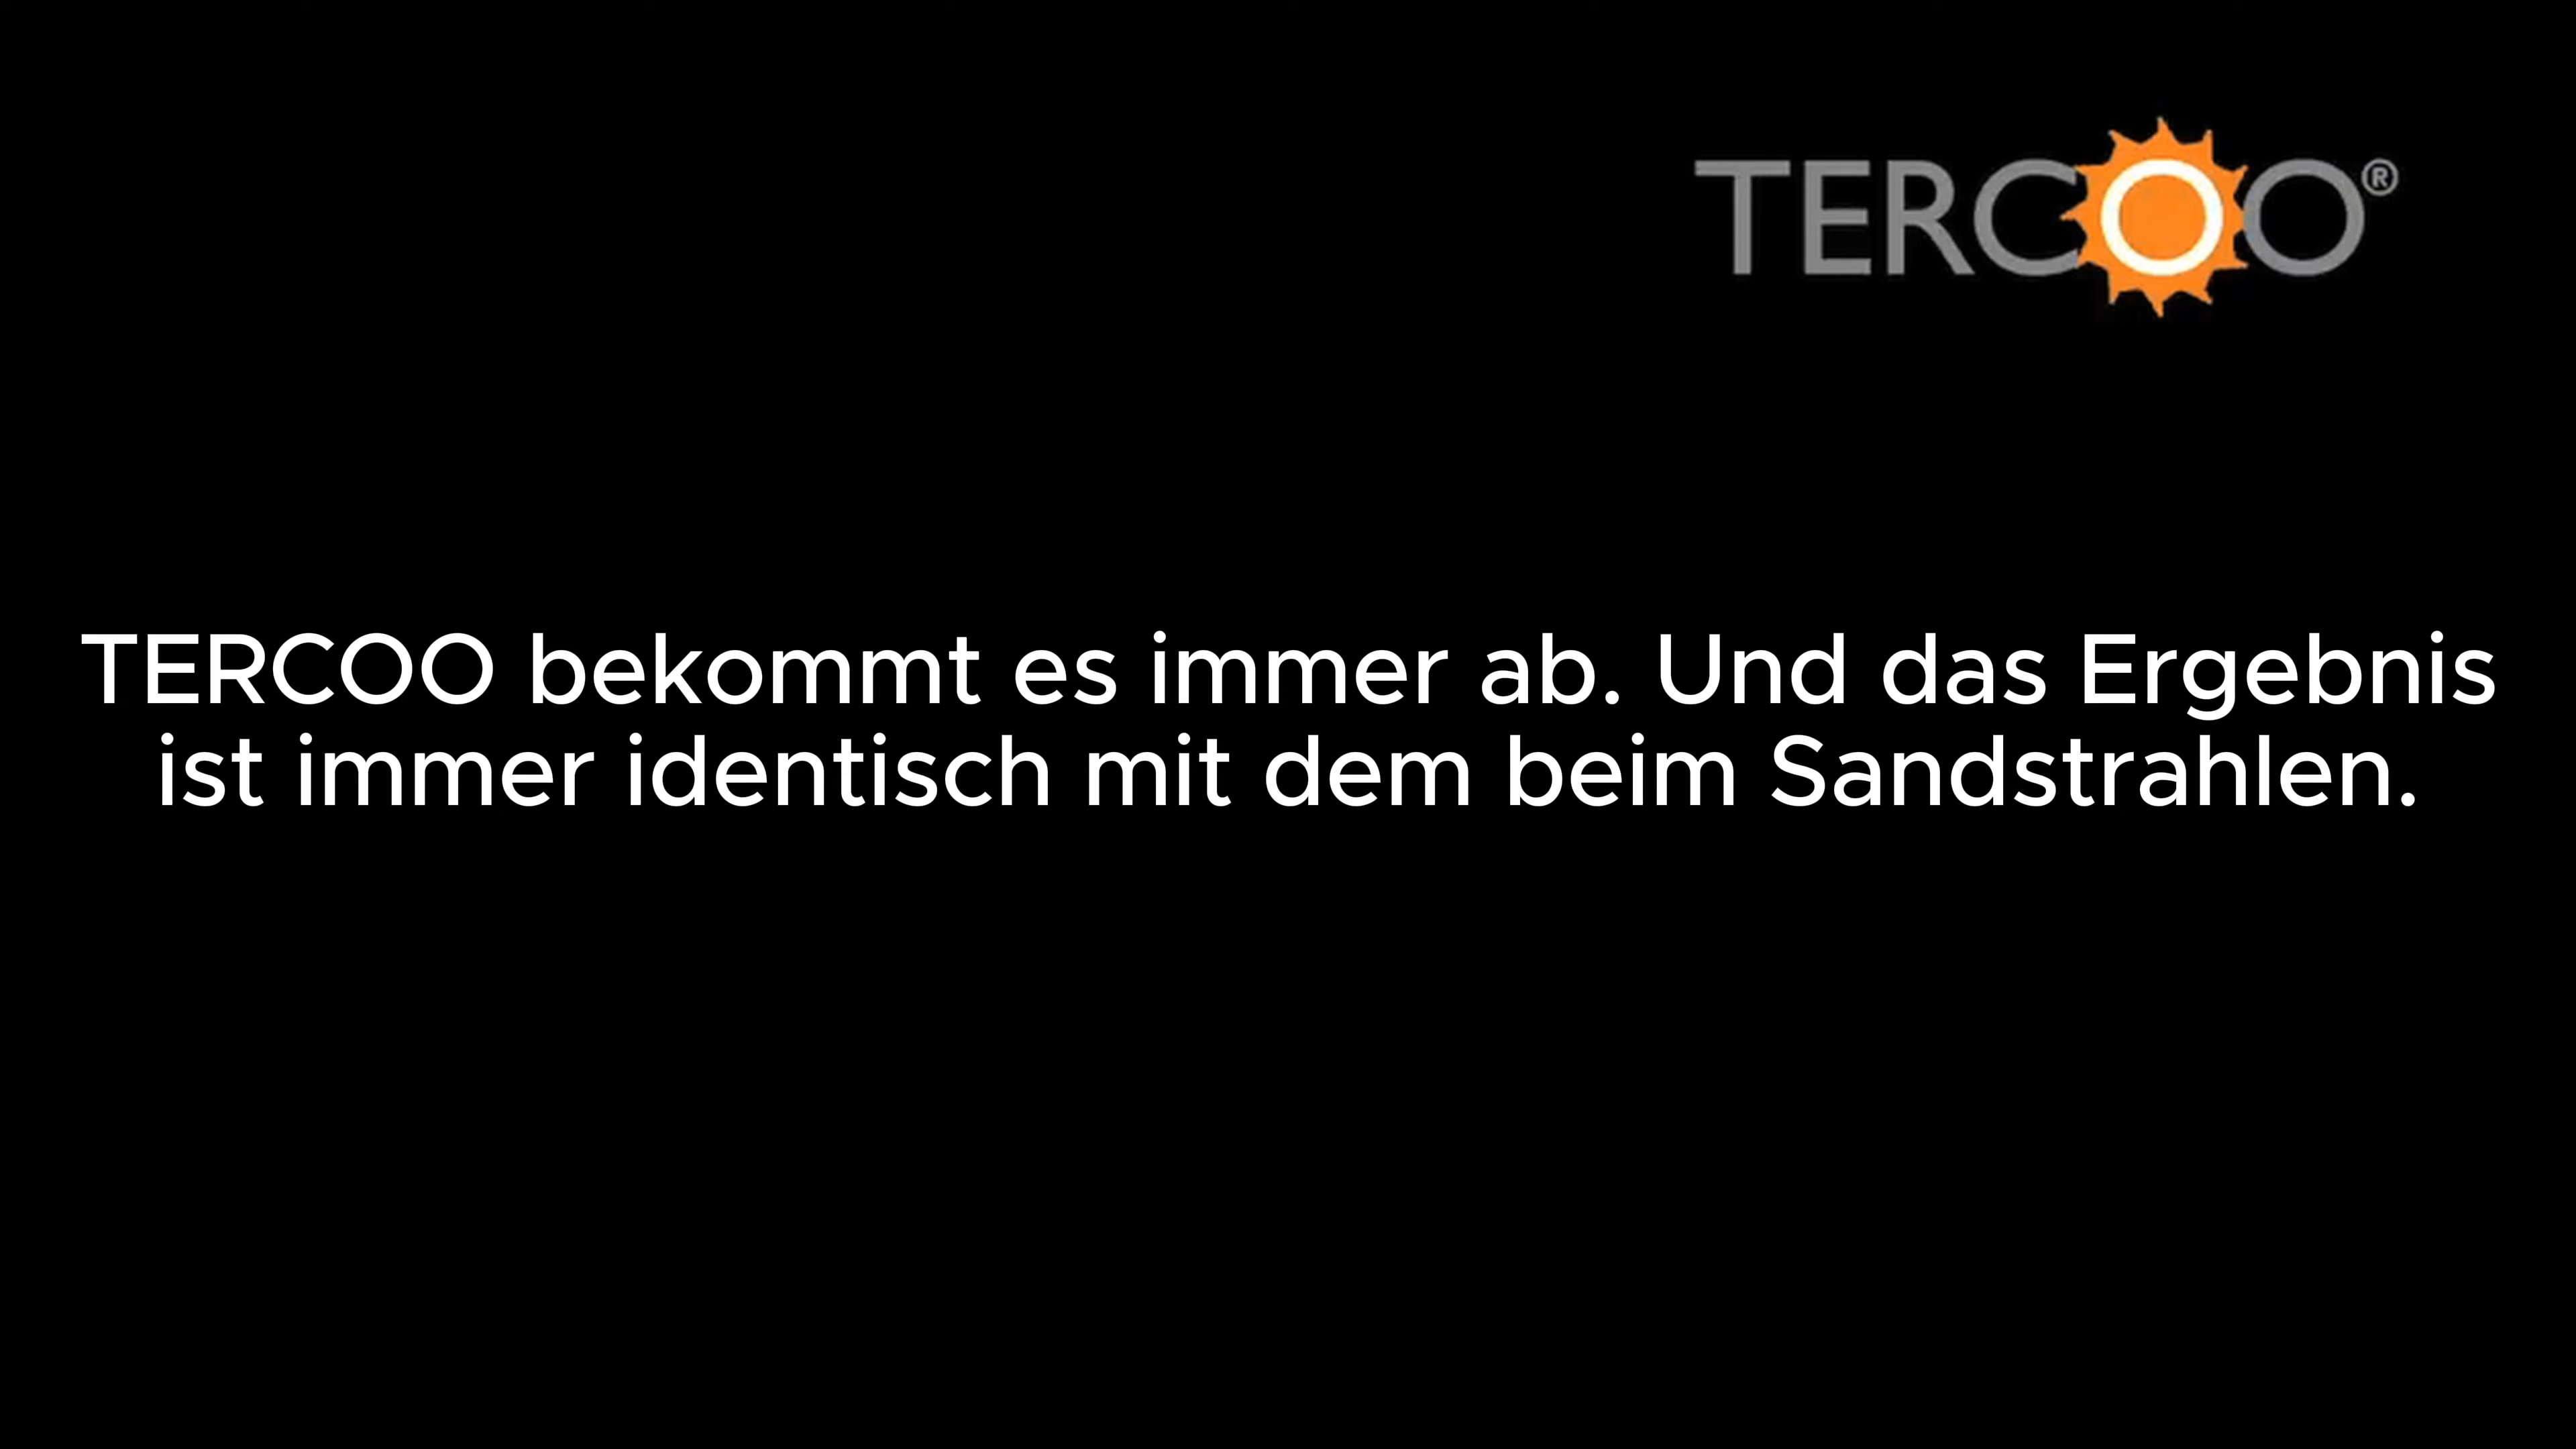 TERCOO®
TERCOO bekommt es immer ab. Und das Ergebnis
ist immer identisch mit dem beim Sandstrahlen.